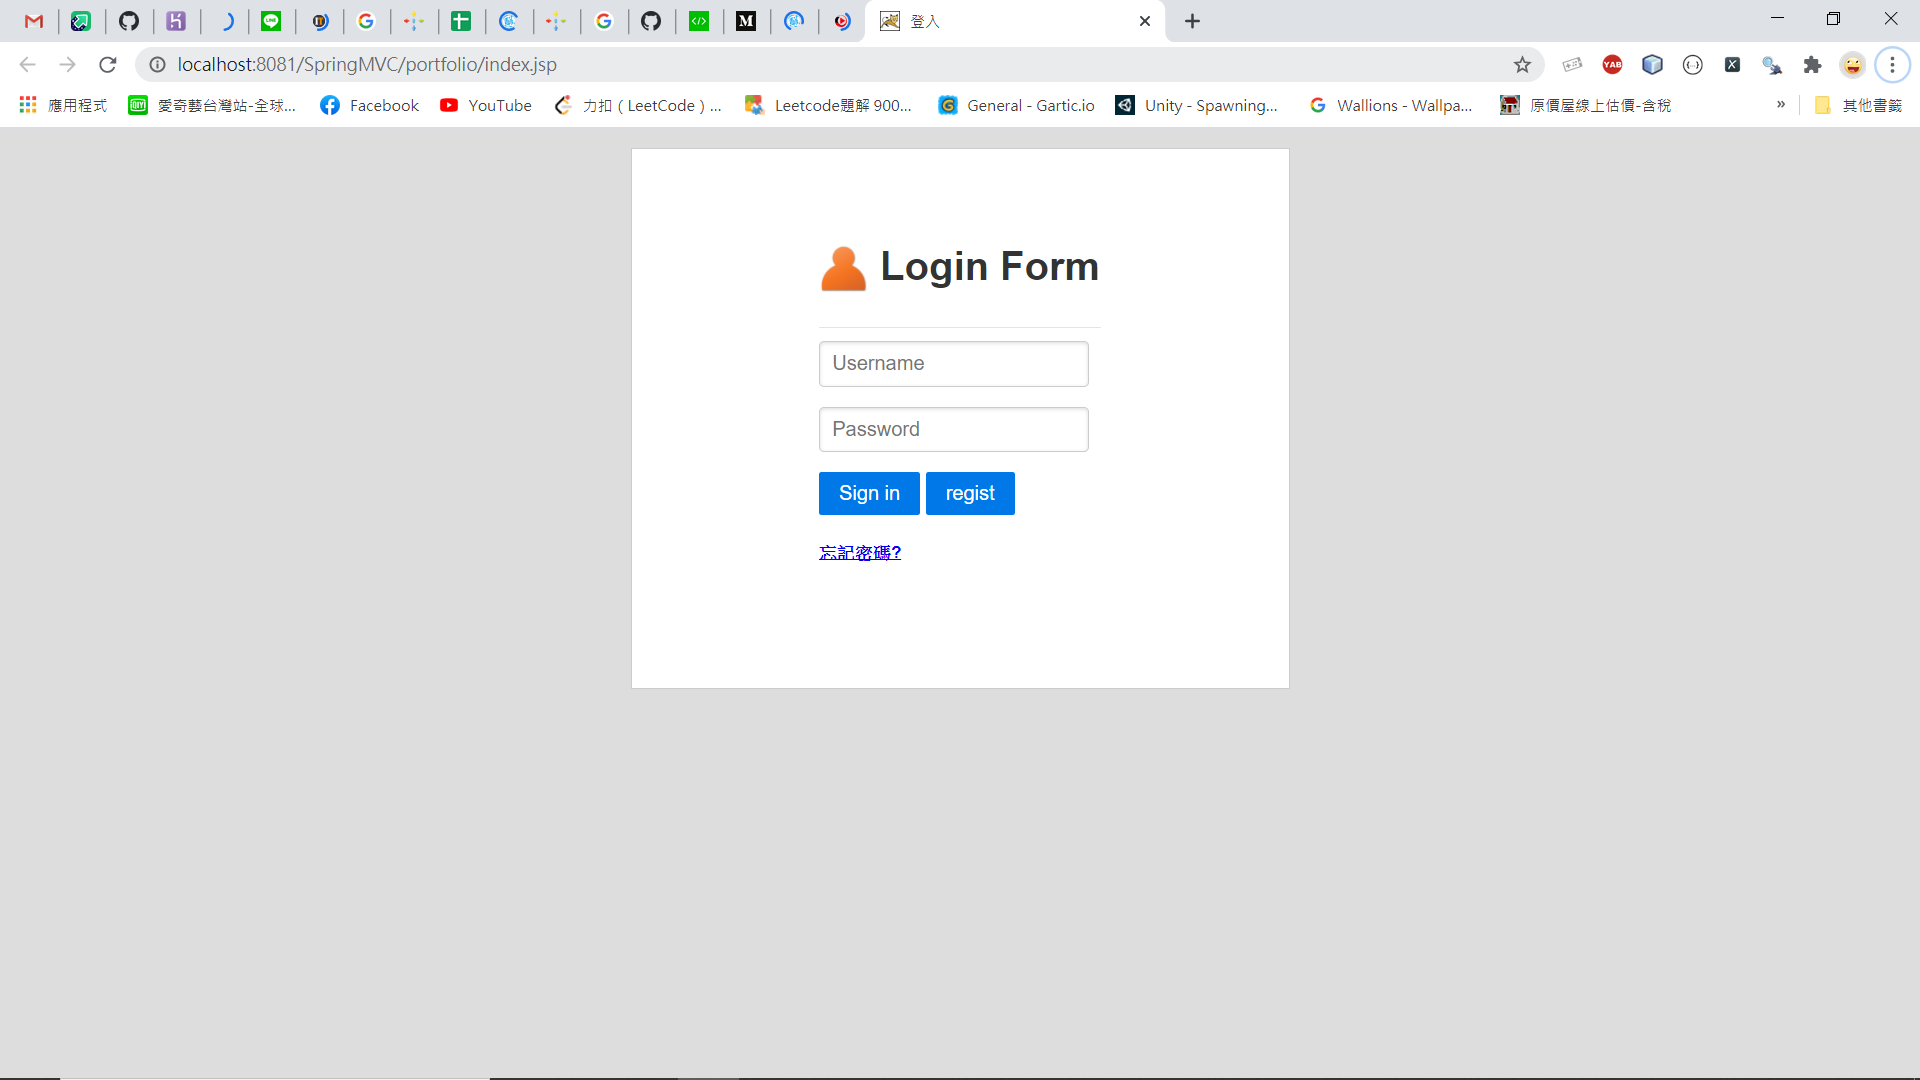 登入
localhost:8081/SpringMVC/portfolio/index.jsp
應用程式 愛奇藝台灣站-全球... Facebook YouTube 力扣 ( LeetCode ) ... Leetcode題解 900... General - Gartic.io Unity - Spawning... Wallions - Wallpa... 原價屋線上估價-含稅 » 其他書籤
Login Form
Username
Password
Sign in regist
忘記密碼?